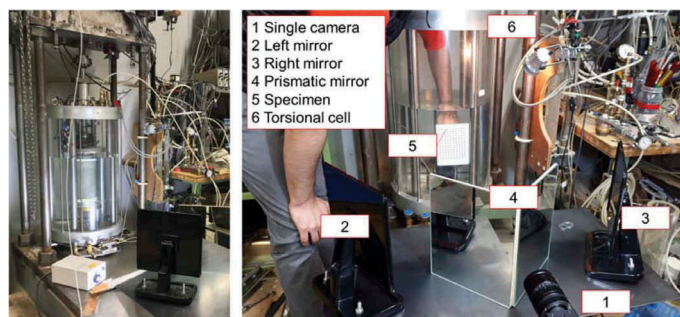 1 Single camera
2 Left mirror
3 Right mirror
4 Prismatic mirror
5 Specimen
6 Torsional cell
6
5
4
2
3
1